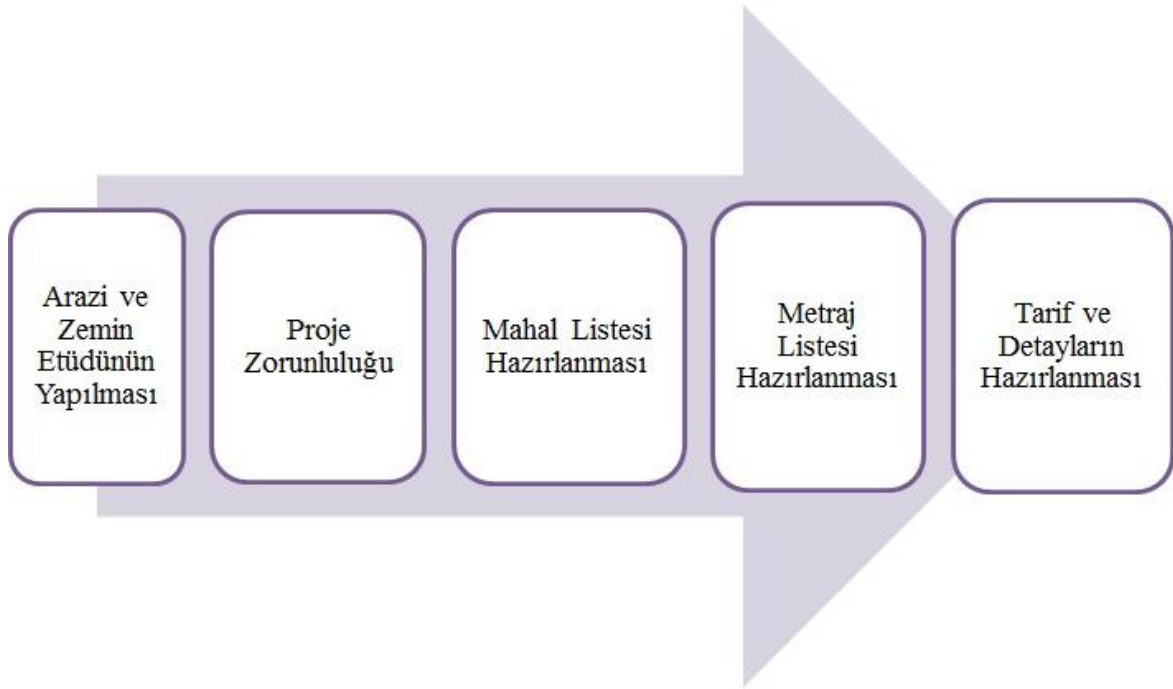 Arazi ve
Zemin
Etüdünün
Yapılması
Proje
Zorunluluğu
Mahal Listesi
Hazırlanması
Metraj
Listesi
Hazırlanması
Tarif ve
Detayların
Hazırlanması